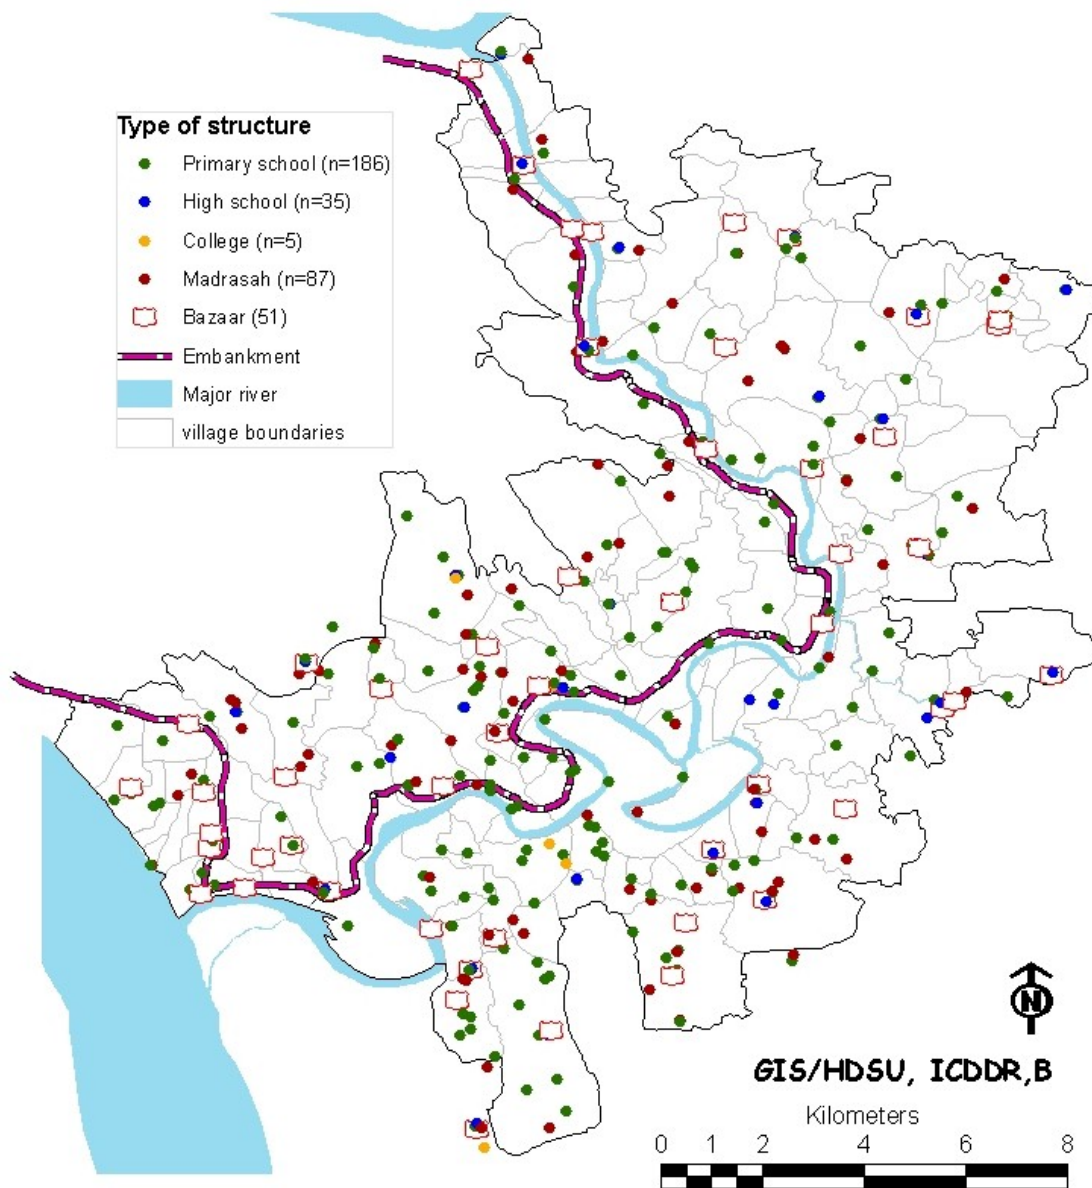 Type of structure
Primary school (n=186)
High school (n=35)
College (n=5)
Madrasah (n=87)
Bazaar (51)
Embankment
Major river
village boundaries
N
GIS/HDSU, ICDDR,B
Kilometers
0 1 2 4 6 8